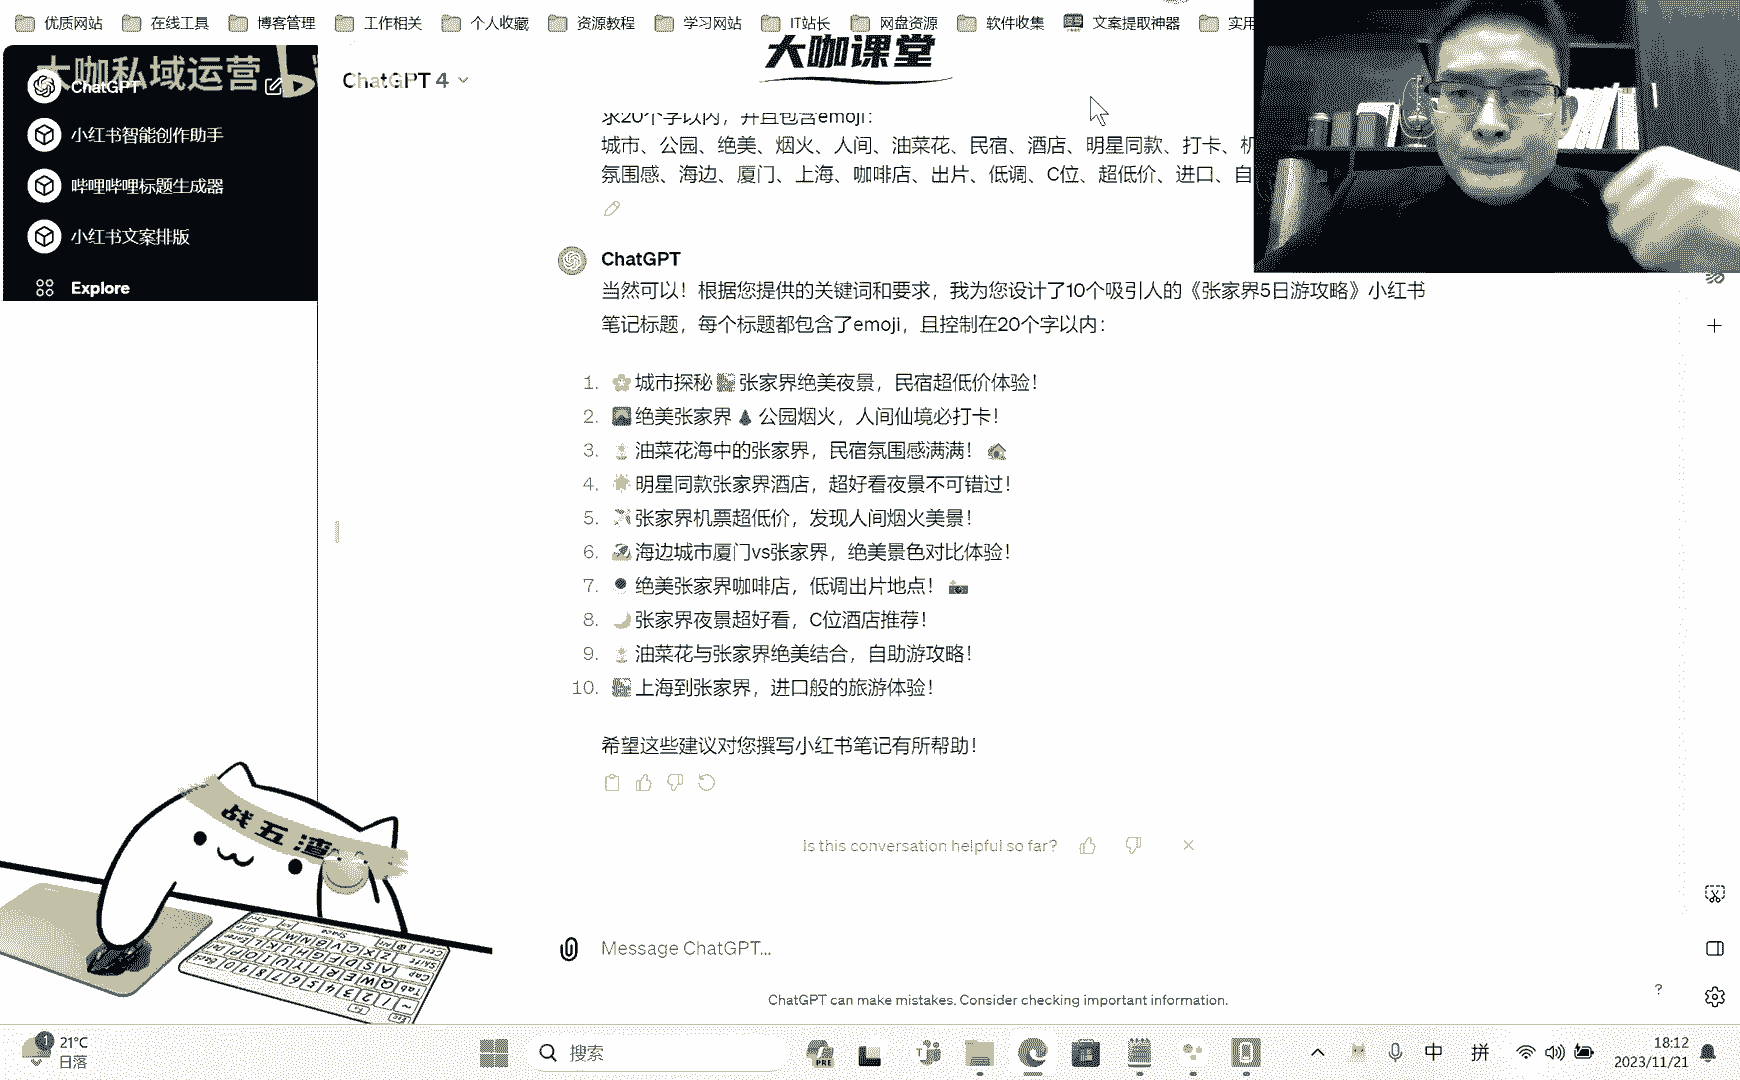 优质网站 在线工具 博客管理 工作相关 个人收藏 资源教程 学习网站 IT站长 网盘资源 软件收集 文案提取神器 实用
大咖课堂
大咖私域运营
ChatGPT
小红书智能创作助手
哔哩哔哩标题生成器
小红书文案排版
Explore
ChatGPT 4
求20个字以内，并且包含emoji：
城市、公园、绝美、烟火、人间、油菜花、民宿、酒店、明星同款、打卡、机
氛围感、海边、厦门、上海、咖啡店、出片、低调、C位、超低价、进口、自
ChatGPT
当然可以！根据您提供的关键词和要求，我为您设计了10个吸引人的《张家界5日游攻略》小红书
笔记标题，每个标题都包含了emoji，且控制在20个字以内：
1. 🌸城市探秘🌆张家界绝美夜景，民宿超低价体验！
2. 🌄绝美张家界🌲公园烟火，人间仙境必打卡！
3. 油菜花海中的张家界，民宿氛围感满满！🏠
4. 🌟明星同款张家界酒店，超好看夜景不可错过！
5. 张家界机票超低价，发现人间烟火美景！
6. 海边城市厦门vs张家界，绝美景色对比体验！
7. 绝美张家界咖啡店，低调出片地点！📷
8. 🌙张家界夜景超好看，C位酒店推荐！
9. 油菜花与张家界绝美结合，自助游攻略！
10. 🌆上海到张家界，进口般的旅游体验！
希望这些建议对您撰写小红书笔记有所帮助！
Is this conversation helpful so far?
Message ChatGPT...
ChatGPT can make mistakes. Consider checking important information.
?
战五渣
1
21°C
日落
搜索
PRE
中 拼
18:12
2023/11/21